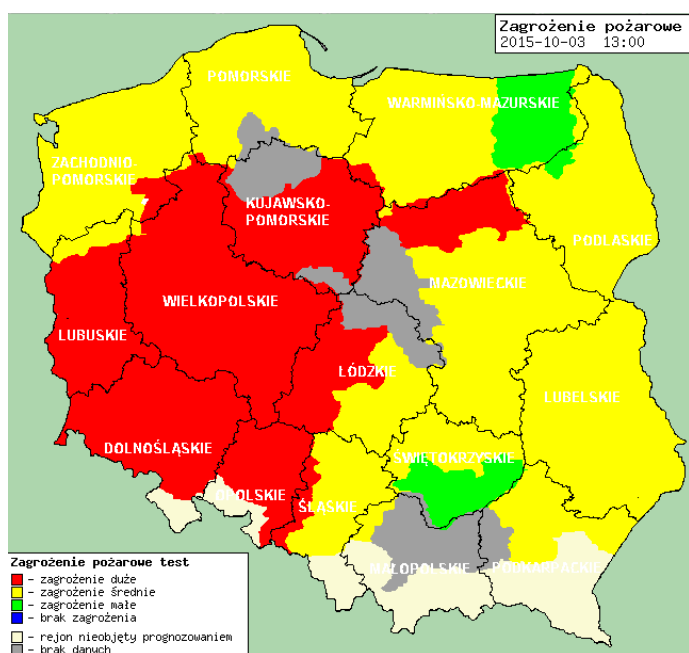 Zagrożenie pożarowe
2015-10-03 13:00
POMORSKIE
WARMIŃSKO-MAZURSKIE
ZACHODNIO-
POMORSKIE
KUJAWSKO-
POMORSKIE
PODLASKIE
MAZOWIECKIE
WIELKOPOLSKIE
LUBUSKIE
ŁÓDZKIE
LUBELSKIE
DOLNOŚLĄSKIE
ŚWIĘTOKRZYSKIE
OPOLSKIE
ŚLĄSKIE
MAŁOPOLSKIE
PODKARPACKIE
Zagrożenie pożarowe test
– zagrożenie duże
– zagrożenie średnie
– zagrożenie małe
– brak zagrożenia
– rejon nieobjęty prognozowaniem
– brak danych